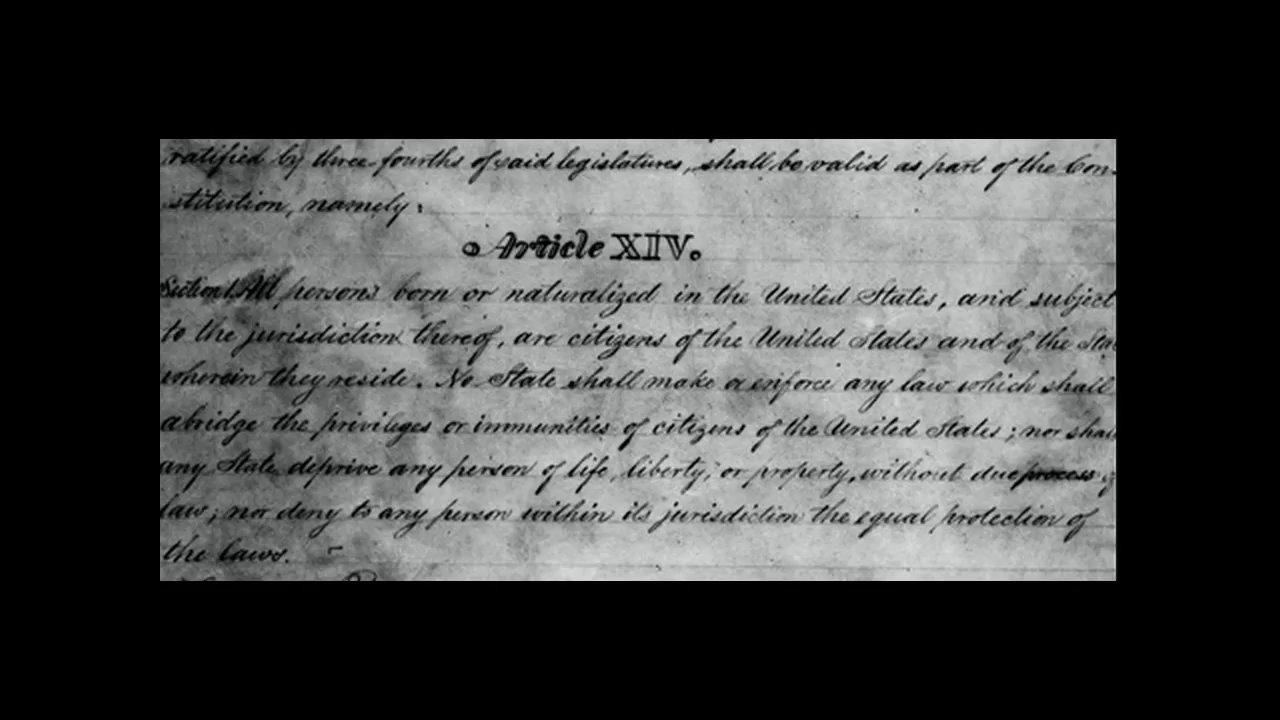 ratified by three-fourths of said legislatures, shall be valid as part of the Con-
stitution, namely:
Article XIV.
Section 1. All persons born or naturalized in the United States, and subject
to the jurisdiction thereof, are citizens of the United States and of the Sta
wherein they reside. No State shall make or enforce any law which shall
abridge the privileges or immunities of citizens of the United States; nor shall
any State deprive any person of life, liberty, or property, without due process of
law; nor deny to any person within its jurisdiction the equal protection of
the laws.